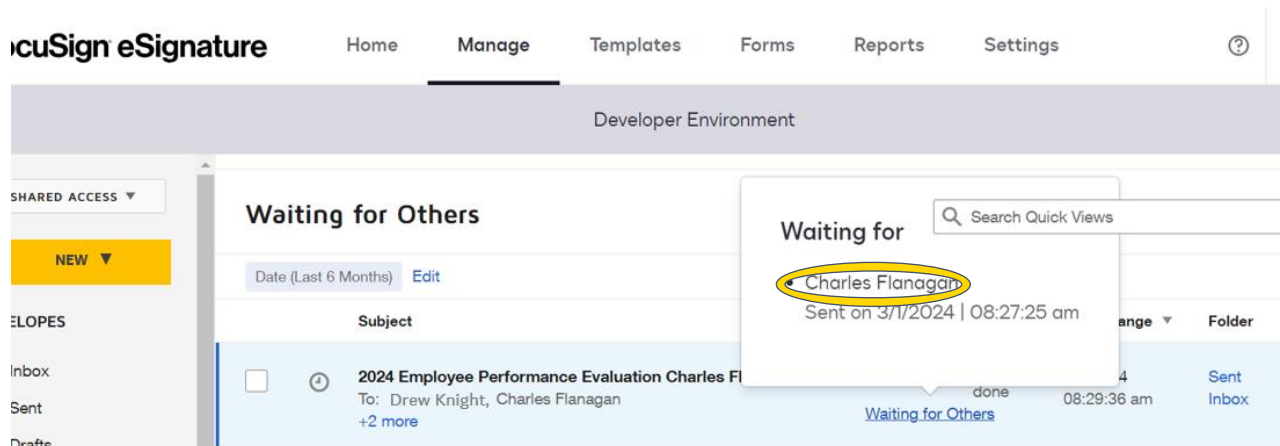 ocuSign eSignature Home Manage Templates Forms Reports Settings ?
Developer Environment
SHARED ACCESS ▼
NEW ▼
ELOPES
Inbox
Sent
Drafts
Waiting for Others
Date (Last 6 Months) Edit
Subject ange ▼ Folder
2024 Employee Performance Evaluation Charles Fl
To: Drew Knight, Charles Flanagan
+2 more
done
Waiting for Others
4
08:29:36 am
Sent
Inbox
Waiting for
Search Quick Views
• Charles Flanagan
Sent on 3/1/2024 | 08:27:25 am